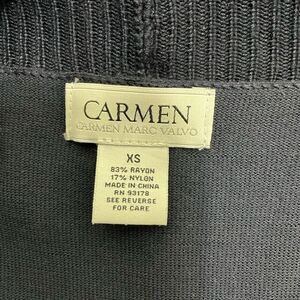 CARMEN
CARMEN MARC VALVO
XS
83% RAYON
17% NYLON
MADE IN CHINA
RN 93178
SEE REVERSE
FOR CARE